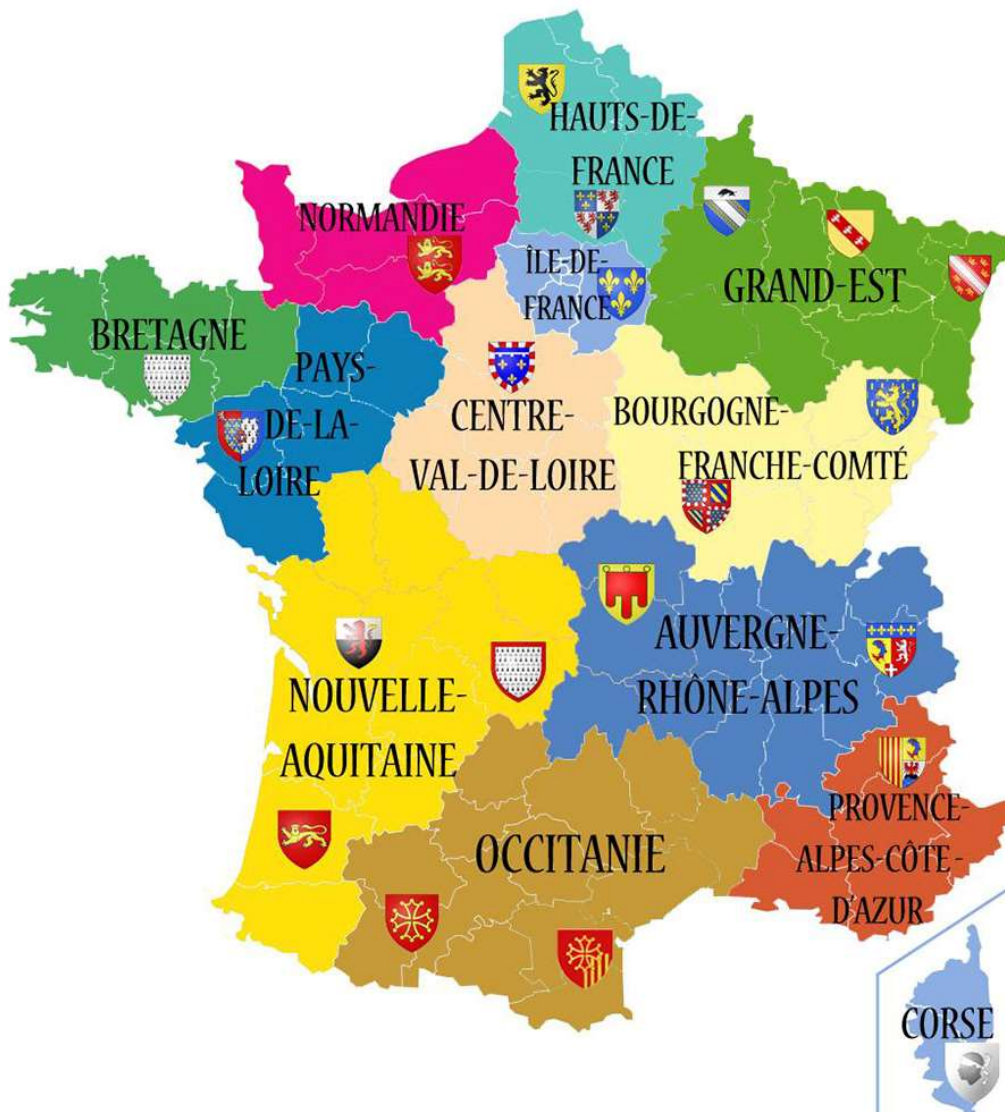 HAUTS-DE-
FRANCE
NORMANDIE
ÎLE-DE-
FRANCE
GRAND-EST
BRETAGNE
PAYS-
DE-LA-
LOIRE
CENTRE-
VAL-DE-LOIRE
BOURGOGNE-
FRANCHE-COMTÉ
NOUVELLE-
AQUITAINE
AUVERGNE-
RHÔNE-ALPES
OCCITANIE
PROVENCE-
ALPES-CÔTE-
D'AZUR
CORSE